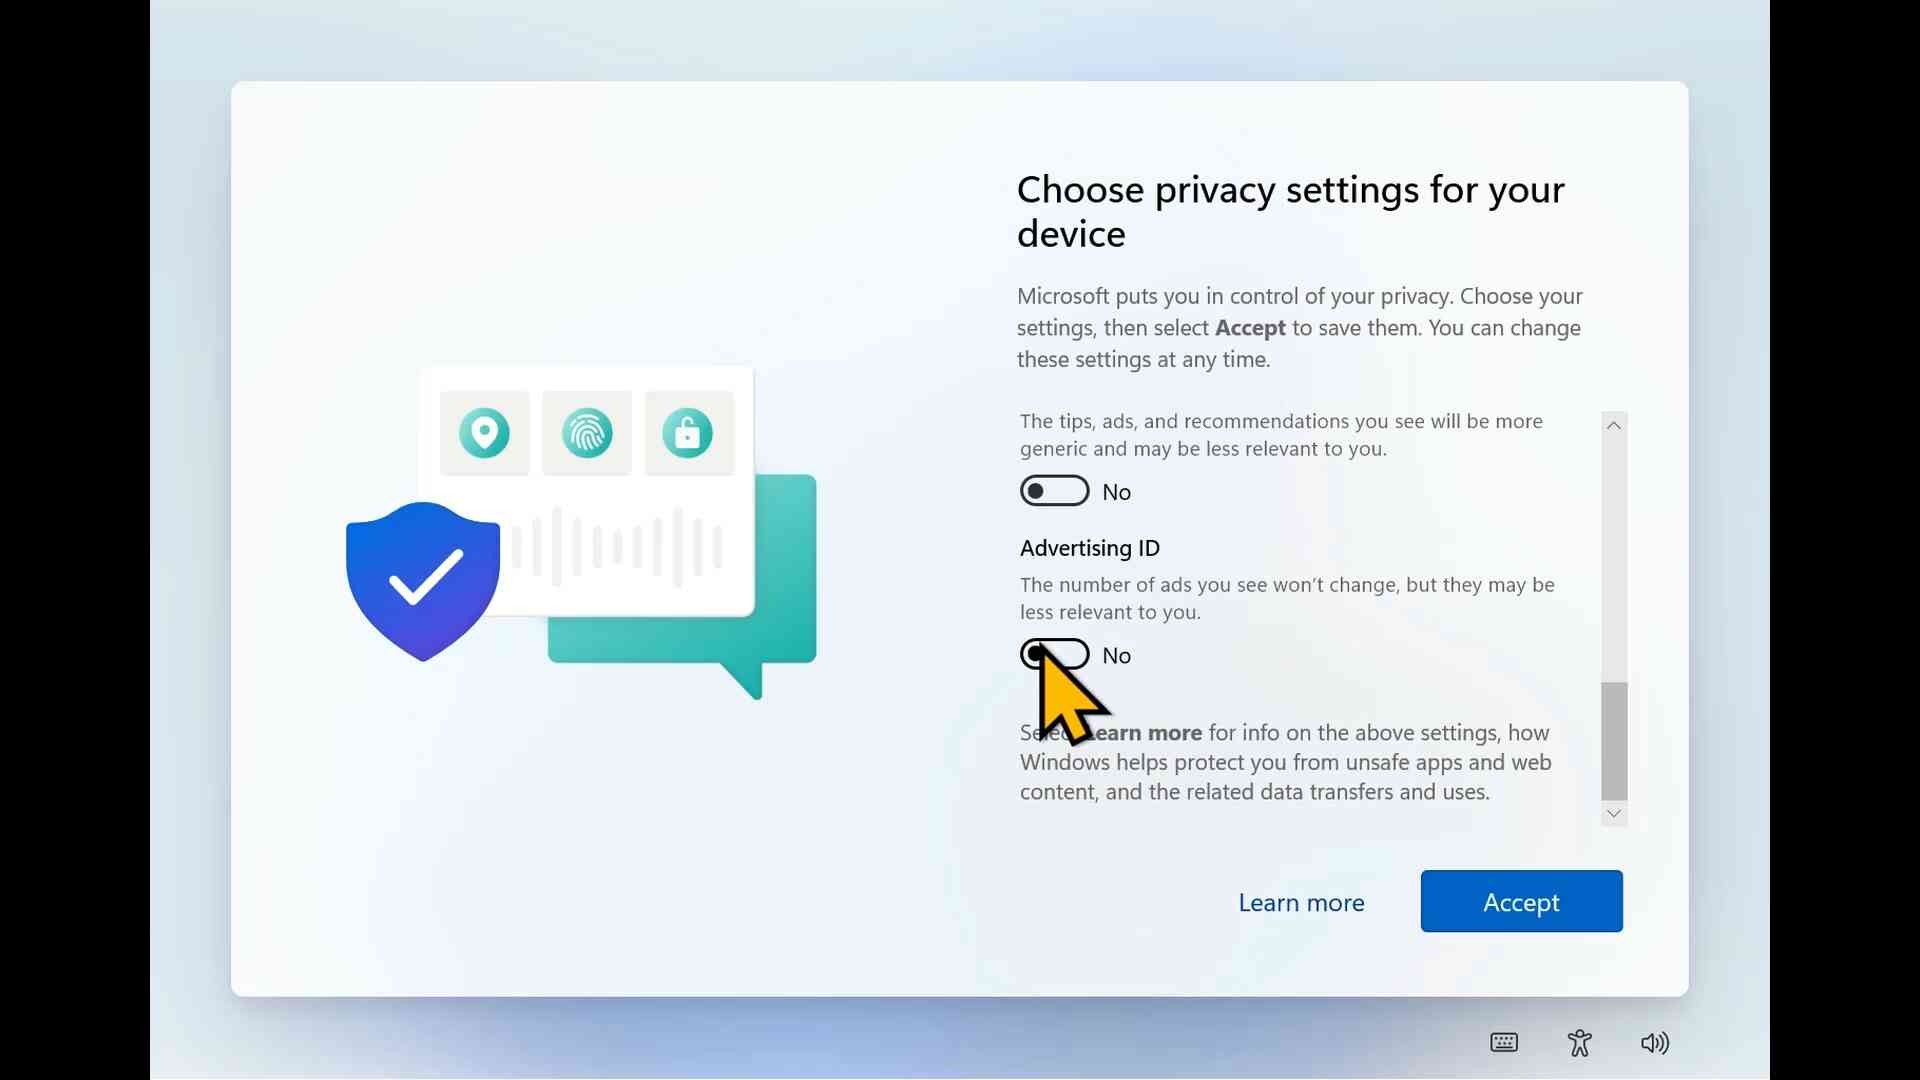 Choose privacy settings for your
device
Microsoft puts you in control of your privacy. Choose your
settings, then select Accept to save them. You can change
these settings at any time.
The tips, ads, and recommendations you see will be more
generic and may be less relevant to you.
No
Advertising ID
The number of ads you see won't change, but they may be
less relevant to you.
No
Select Learn more for info on the above settings, how
Windows helps protect you from unsafe apps and web
content, and the related data transfers and uses.
Learn more
Accept